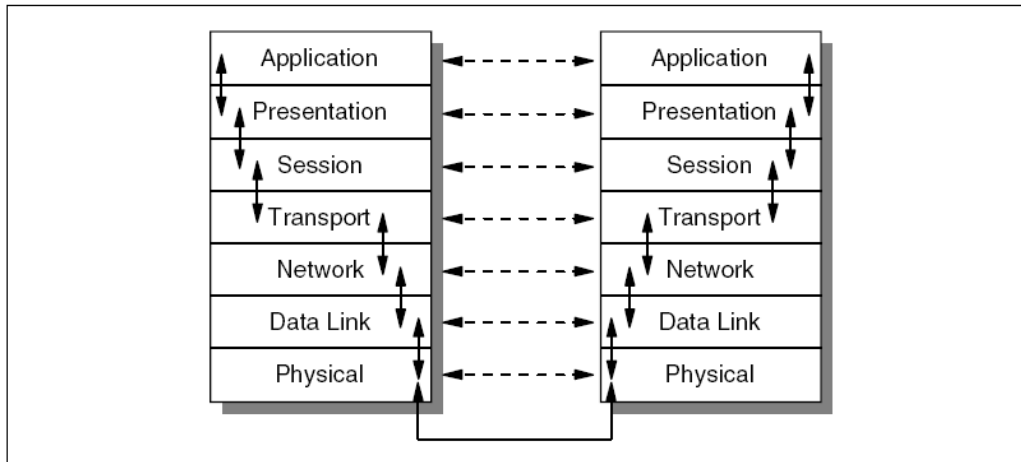 Application
Presentation
Session
Transport
Network
Data Link
Physical
Application
Presentation
Session
Transport
Network
Data Link
Physical